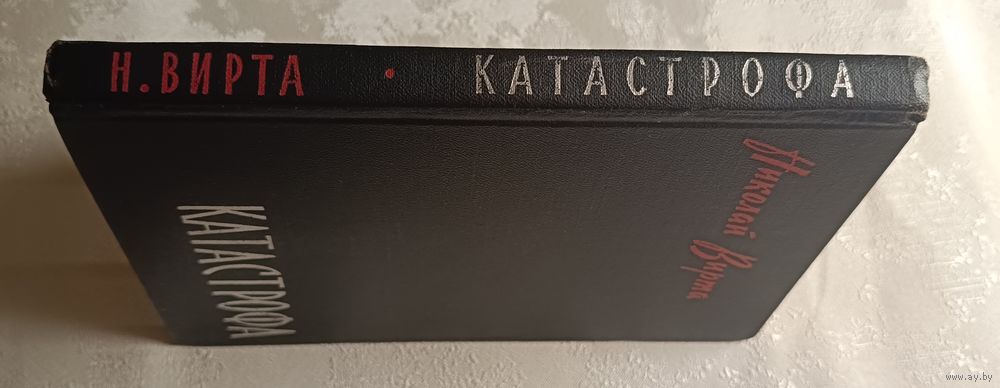 Н. ВИРТА • КАТАСТРОФА
Николай Вирта
КАТАСТРОФА
www.ay.by